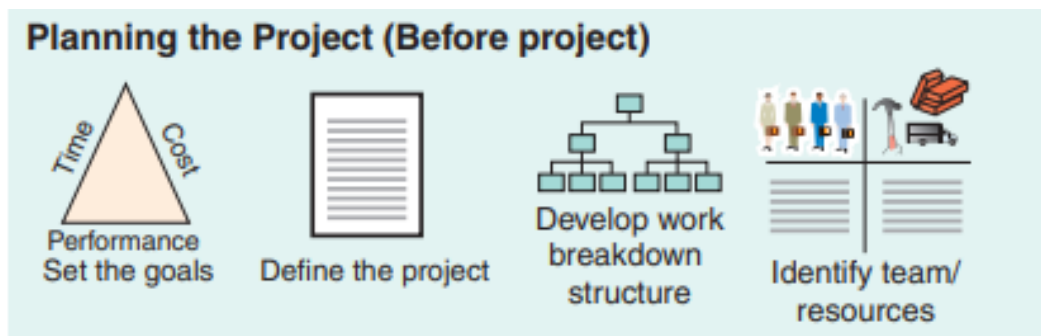 Planning the Project (Before project)
Time
Cost
Performance
Set the goals
Define the project
Develop work
breakdown
structure
Identify team/
resources